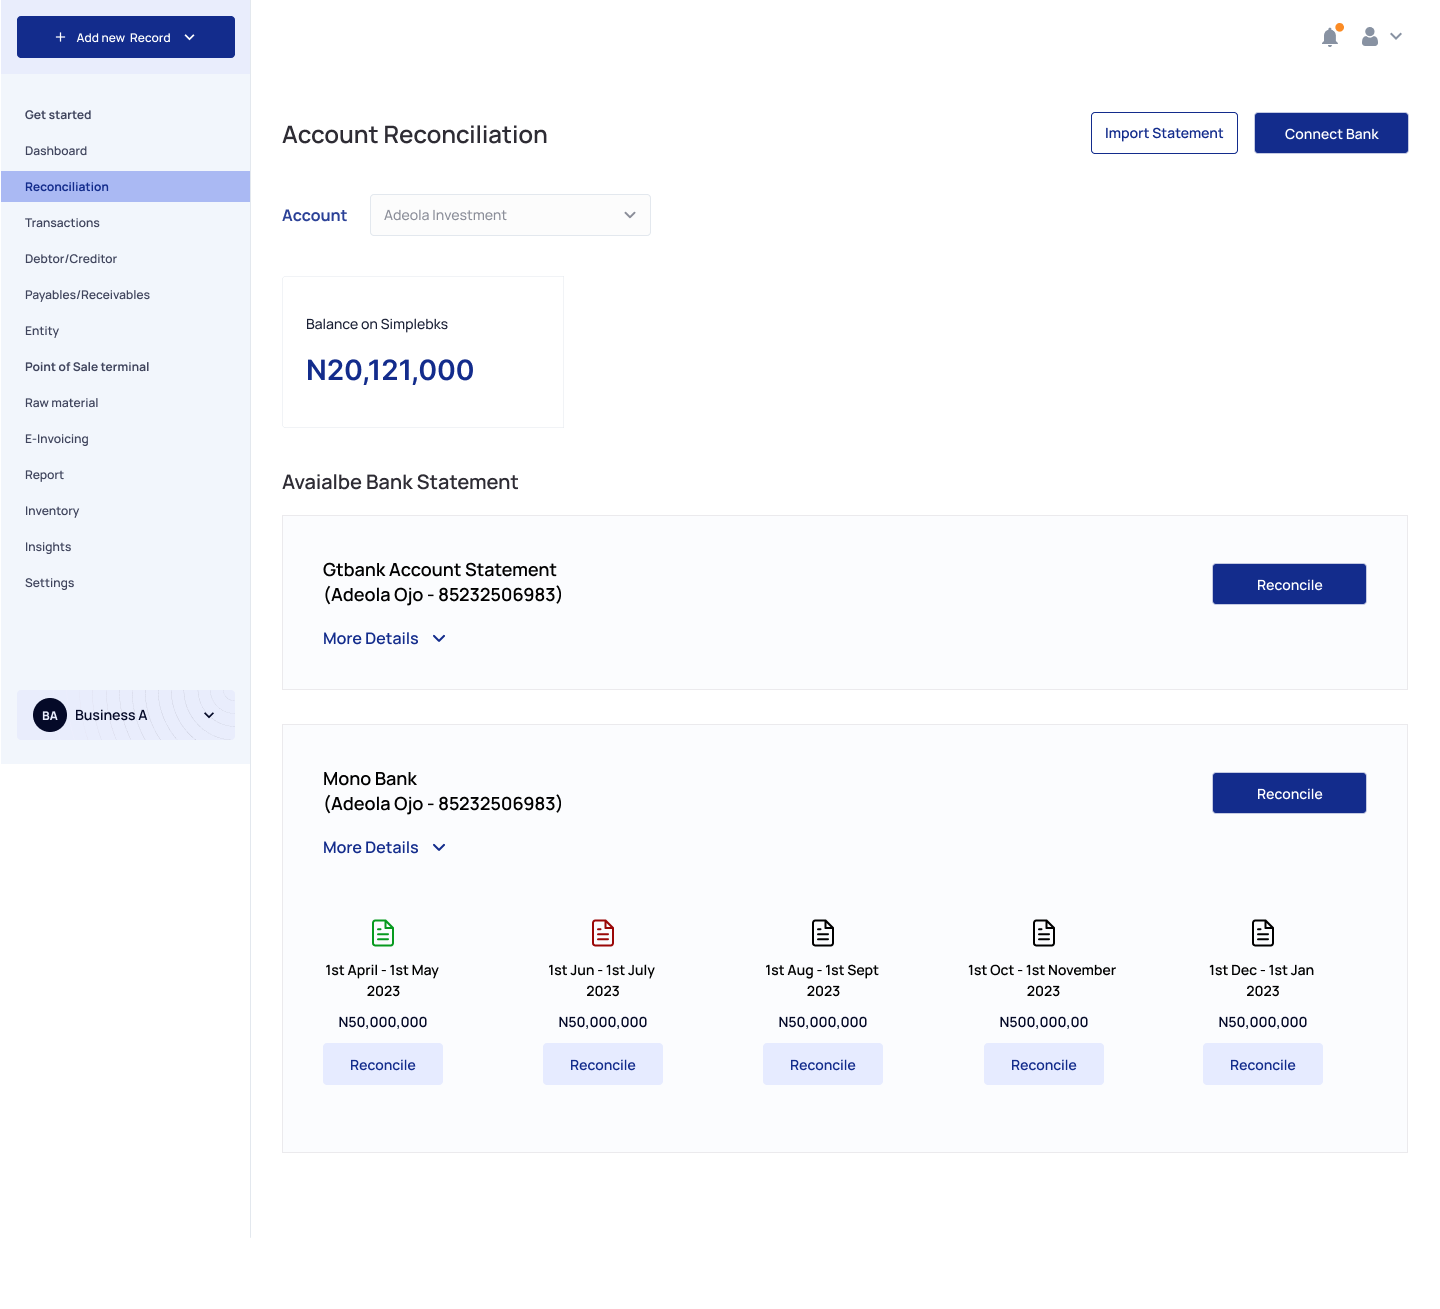 Add new Record
Get started
Dashboard
Reconciliation
Transactions
Debtor/Creditor
Payables/Receivables
Entity
Point of Sale terminal
Raw material
E-Invoicing
Report
Inventory
Insights
Settings
BA Business A
Account Reconciliation
Import Statement
Connect Bank
Account
Adeola Investment
Balance on Simplebks
N20,121,000
Avaialbe Bank Statement
Gtbank Account Statement
(Adeola Ojo - 85232506983)
Reconcile
More Details
Mono Bank
(Adeola Ojo - 85232506983)
Reconcile
More Details
1st April - 1st May
2023
N50,000,000
Reconcile
1st Jun - 1st July
2023
N50,000,000
Reconcile
1st Aug - 1st Sept
2023
N50,000,000
Reconcile
1st Oct - 1st November
2023
N500,000,00
Reconcile
1st Dec - 1st Jan
2023
N50,000,000
Reconcile